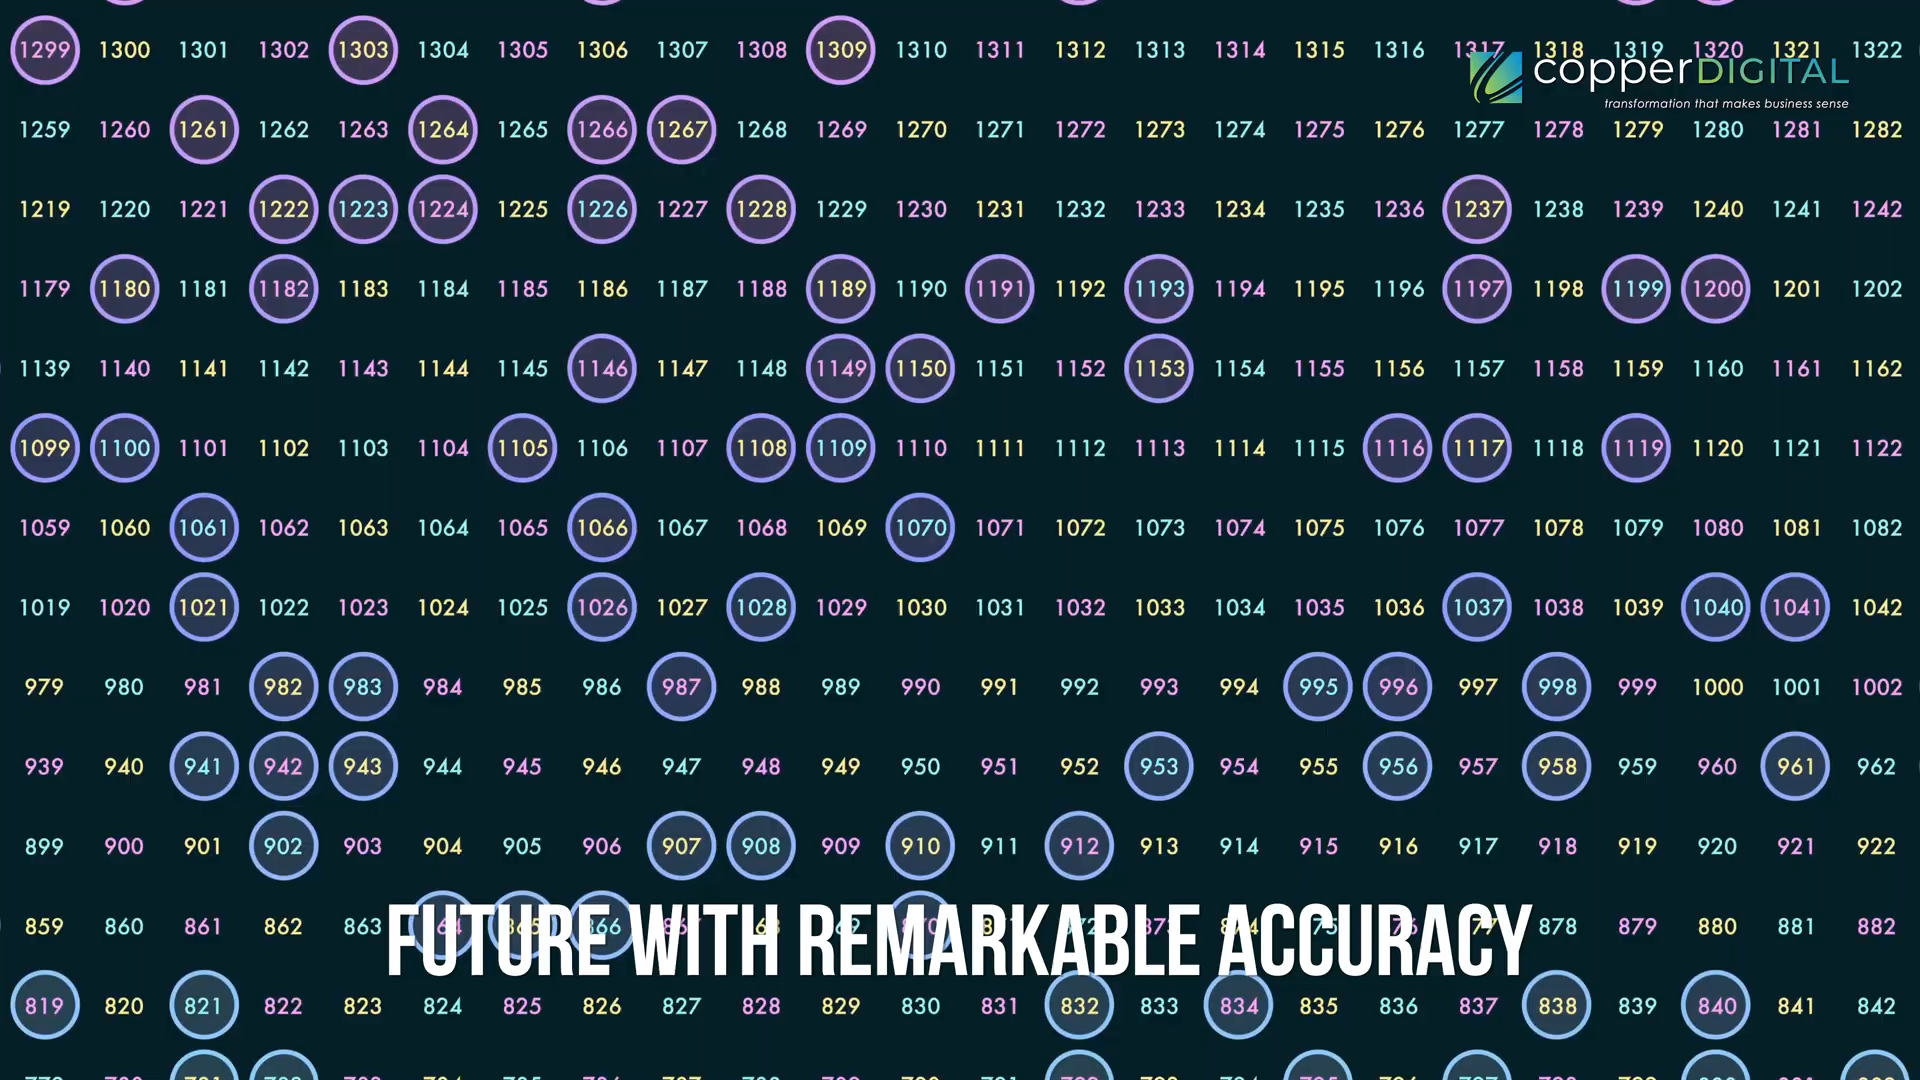 1299 1300 1301 1302 1303 1304 1305 1306 1307 1308 1309 1310 1311 1312 1313 1314 1315 1316 1317 1318 1319 1320 1321 1322
copperDIGITAL
transformation that makes business sense
1259 1260 1261 1262 1263 1264 1265 1266 1267 1268 1269 1270 1271 1272 1273 1274 1275 1276 1277 1278 1279 1280 1281 1282
1219 1220 1221 1222 1223 1224 1225 1226 1227 1228 1229 1230 1231 1232 1233 1234 1235 1236 1237 1238 1239 1240 1241 1242
1179 1180 1181 1182 1183 1184 1185 1186 1187 1188 1189 1190 1191 1192 1193 1194 1195 1196 1197 1198 1199 1200 1201 1202
1139 1140 1141 1142 1143 1144 1145 1146 1147 1148 1149 1150 1151 1152 1153 1154 1155 1156 1157 1158 1159 1160 1161 1162
1099 1100 1101 1102 1103 1104 1105 1106 1107 1108 1109 1110 1111 1112 1113 1114 1115 1116 1117 1118 1119 1120 1121 1122
1059 1060 1061 1062 1063 1064 1065 1066 1067 1068 1069 1070 1071 1072 1073 1074 1075 1076 1077 1078 1079 1080 1081 1082
1019 1020 1021 1022 1023 1024 1025 1026 1027 1028 1029 1030 1031 1032 1033 1034 1035 1036 1037 1038 1039 1040 1041 1042
979 980 981 982 983 984 985 986 987 988 989 990 991 992 993 994 995 996 997 998 999 1000 1001 1002
939 940 941 942 943 944 945 946 947 948 949 950 951 952 953 954 955 956 957 958 959 960 961 962
899 900 901 902 903 904 905 906 907 908 909 910 911 912 913 914 915 916 917 918 919 920 921 922
859 860 861 862 863 878 879 880 881 882
FUTURE WITH REMARKABLE ACCURACY
819 820 821 822 823 824 825 826 827 828 829 830 831 832 833 834 835 836 837 838 839 840 841 842